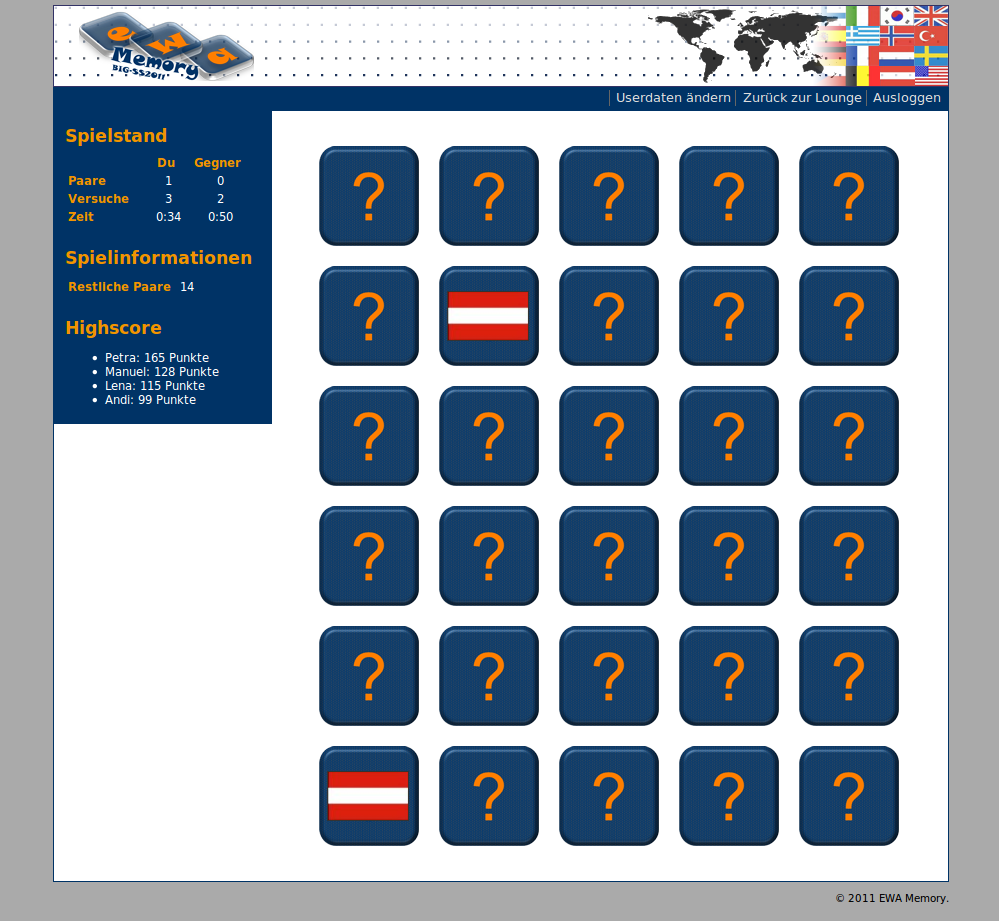 ewa
Memory
BIG-SS2011
Userdaten ändern Zurück zur Lounge Ausloggen
Spielstand
Du Gegner
Paare 1 0
Versuche 3 2
Zeit 0:34 0:50
Spielinformationen
Restliche Paare 14
Highscore
• Petra: 165 Punkte
• Manuel: 128 Punkte
• Lena: 115 Punkte
• Andi: 99 Punkte
? ? ? ? ?
? ? ? ?
? ? ? ? ?
? ? ? ? ?
? ? ? ? ?
? ? ? ?
© 2011 EWA Memory.